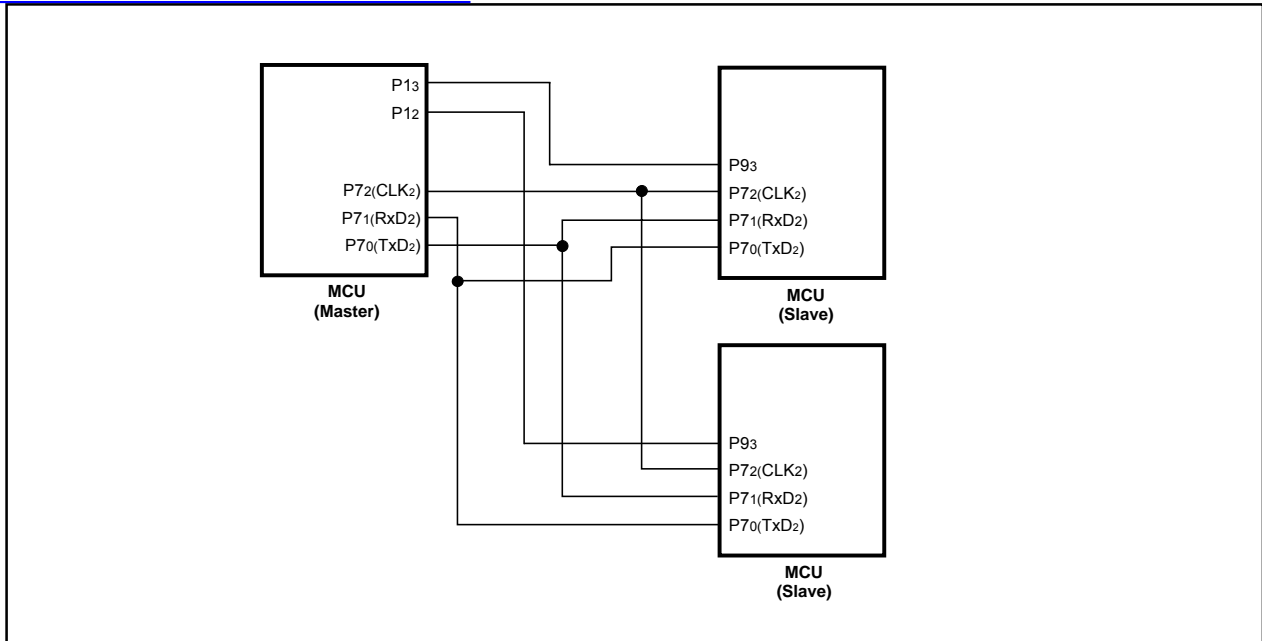 P13
P12
P72(CLK2)
P71(RxD2)
P70(TxD2)
MCU
(Master)
P93
P72(CLK2)
P71(RxD2)
P70(TxD2)
MCU
(Slave)
P93
P72(CLK2)
P71(RxD2)
P70(TxD2)
MCU
(Slave)